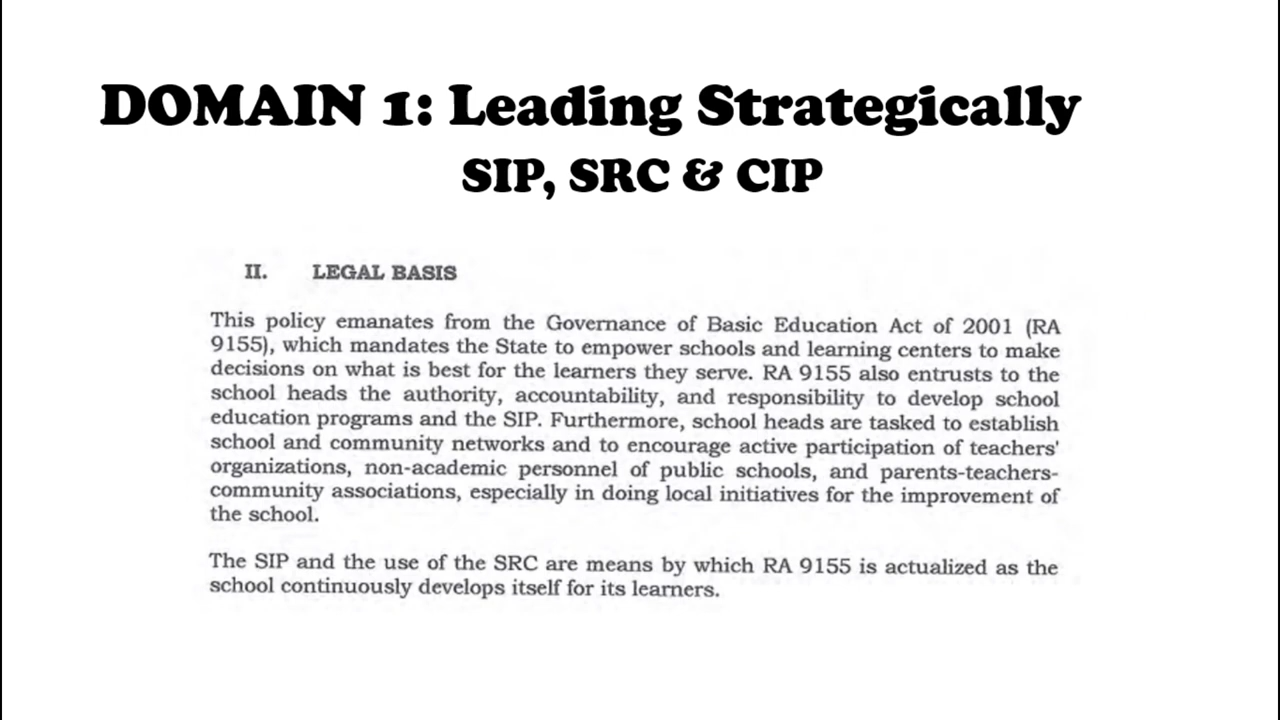 DOMAIN 1: Leading Strategically
SIP, SRC & CIP
II. LEGAL BASIS
This policy emanates from the Governance of Basic Education Act of 2001 (RA
9155), which mandates the State to empower schools and learning centers to make
decisions on what is best for the learners they serve. RA 9155 also entrusts to the
school heads the authority, accountability, and responsibility to develop school
education programs and the SIP. Furthermore, school heads are tasked to establish
school and community networks and to encourage active participation of teachers'
organizations, non-academic personnel of public schools, and parents-teachers-
community associations, especially in doing local initiatives for the improvement of
the school.
The SIP and the use of the SRC are means by which RA 9155 is actualized as the
school continuously develops itself for its learners.